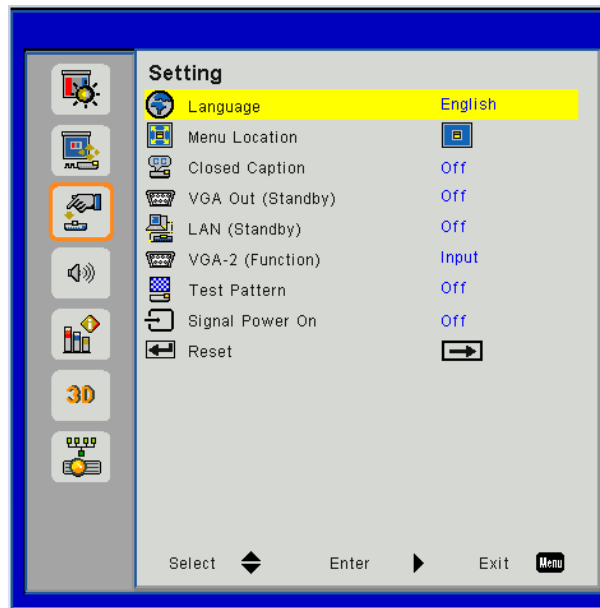 Setting
Language English
Menu Location
Closed Caption Off
VGA Out (Standby) Off
LAN (Standby) Off
VGA-2 (Function) Input
Test Pattern Off
Signal Power On Off
Reset
3D
Select Enter Exit Menu